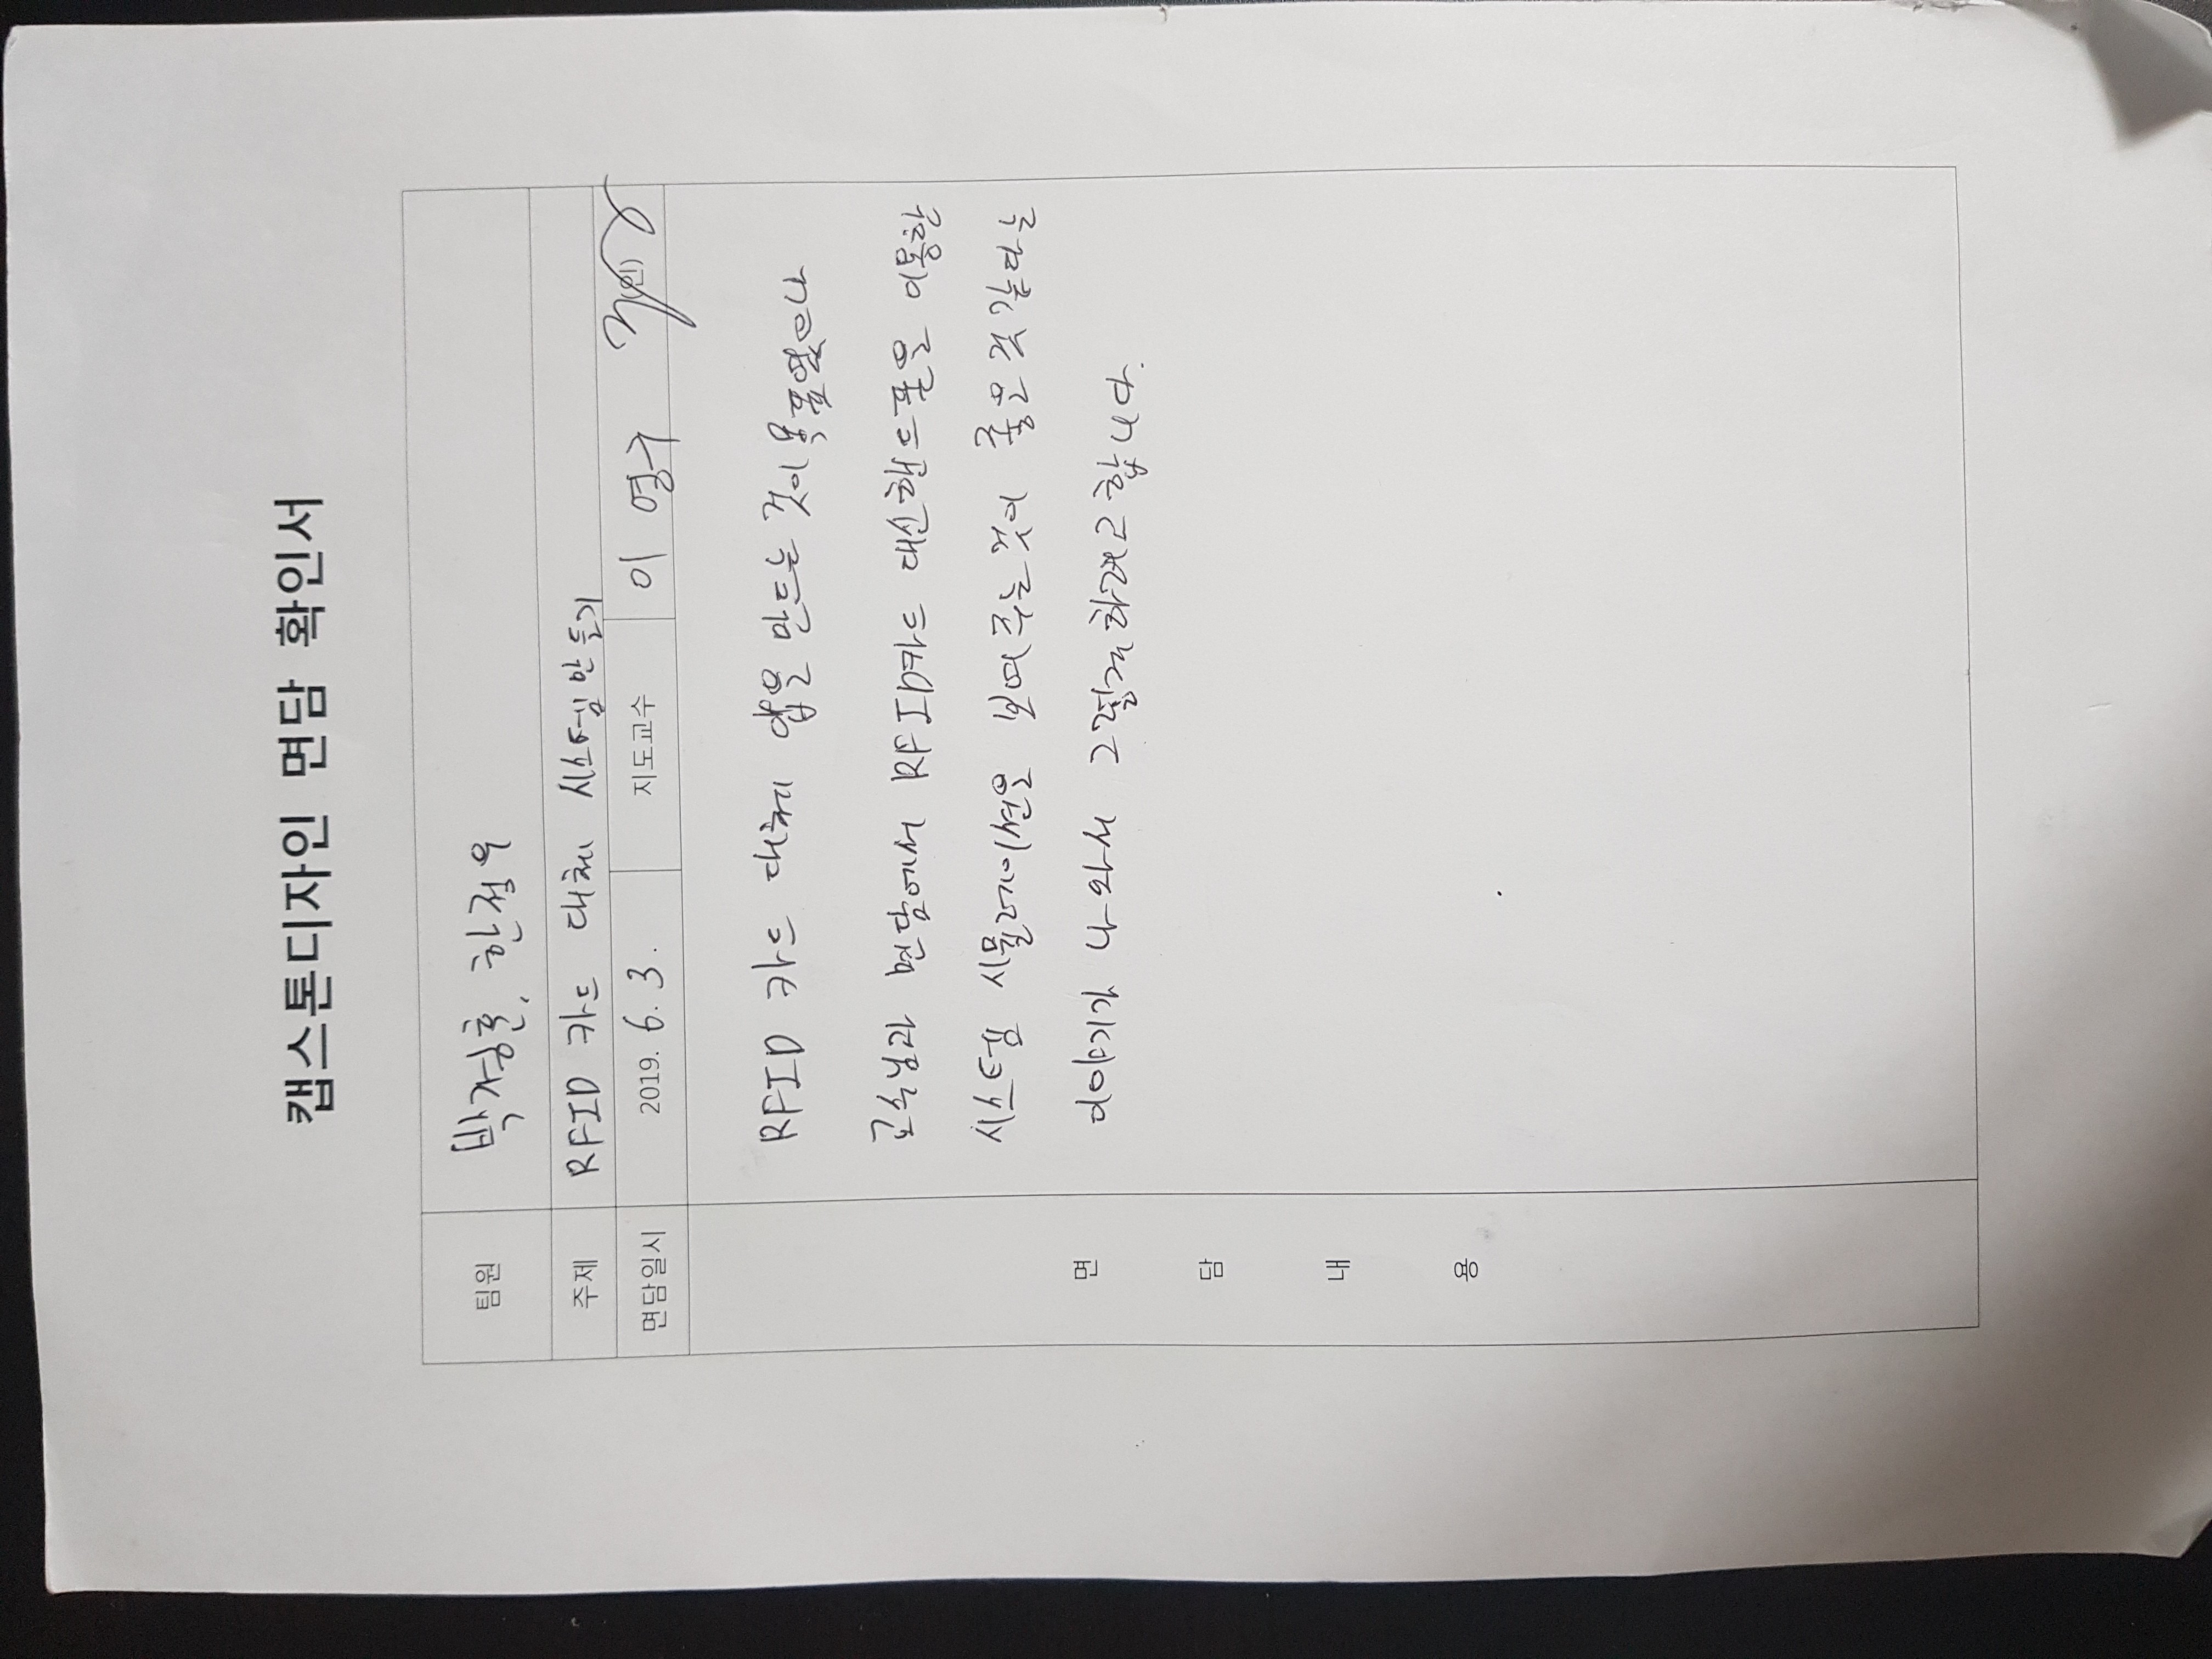 캡스톤디자인 면담 확인서
팀원 박경훈, 한정우
주제 RFID 카드 대체 시스템 만들기
면담일시 2019. 6. 3. 지도교수 이 영구 (인)
면담내용
RFID 카드 대체 앱을 만드는 것이 목표였으나
교수님과 면담에서 RFID카드 대신 핸드폰을 이용한
시스템 시뮬레이션을 보여 주는 것이 좋은 것 같다는
이야기가 나와서 그렇게 하려고 합니다.